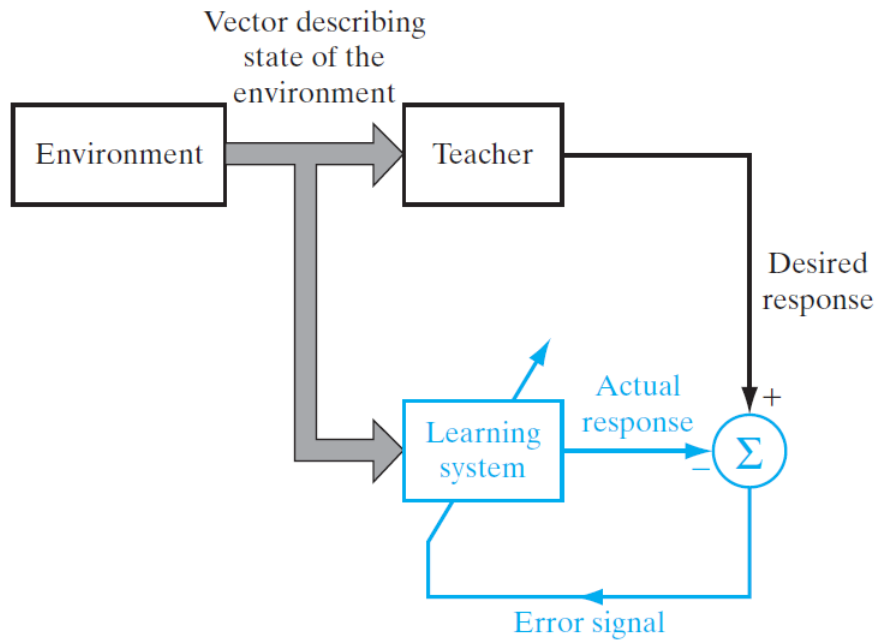 Vector describing
state of the
environment
Environment
Teacher
Desired
response
+
Actual
response
Learning
system
−
Σ
Error signal